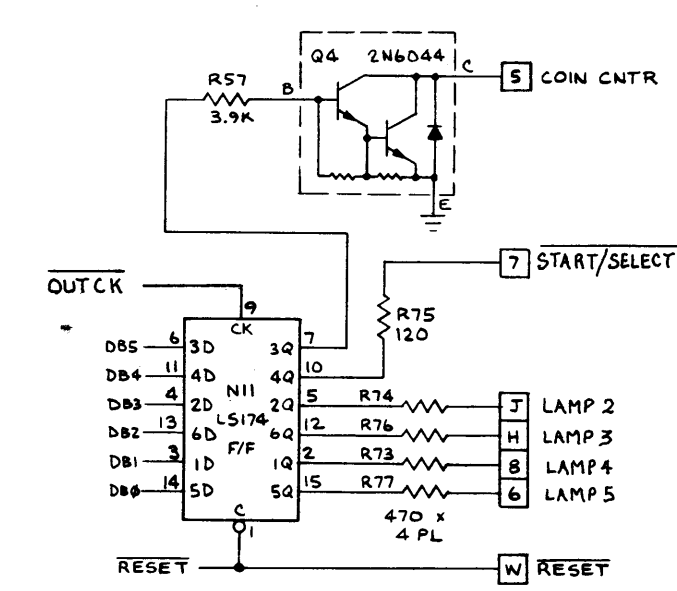 Q4 2N6044
C
5 COIN CNTR
R57
B
3.9K
E
7 START/SELECT
OUTCK
9
R75
120
CK
DB5 6 3D 3Q 7
DB4 11 4D 4Q 10
DB3 4 2D N11 2Q 5 R74 J LAMP 2
DB2 13 6D LS174 6Q 12 R76 H LAMP 3
DB1 3 1D F/F 1Q 2 R73 8 LAMP 4
DB0 14 5D 5Q 15 R77 6 LAMP 5
470 x
4 PL
C
1
RESET W RESET